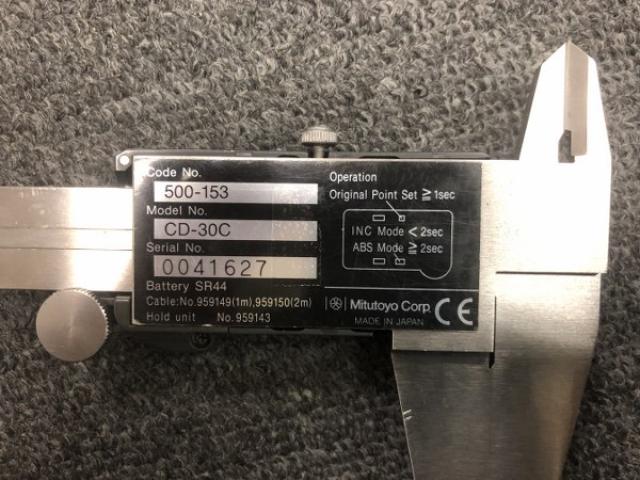 Code No.
500-153
Model No.
CD-30C
Serial No.
0041627
Battery SR44
Cable:No.959149(1m),959150(2m)
Hold unit No.959143
Operation
Original Point Set ≧ 1sec
INC Mode < 2sec
ABS Mode ≧ 2sec
Mitutoyo Corp.
MADE IN JAPAN
CE